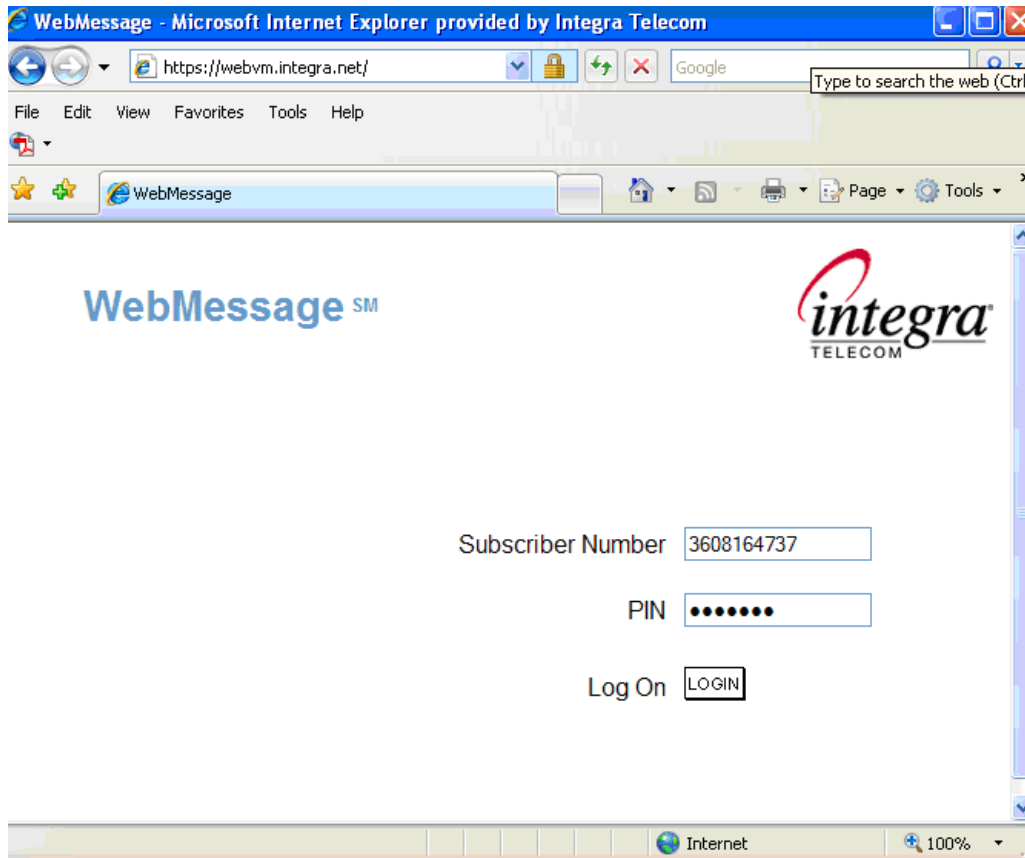 WebMessage - Microsoft Internet Explorer provided by Integra Telecom
https://webvm.integra.net/
Google
Type to search the web (Ctrl
File Edit View Favorites Tools Help
WebMessage
Page
Tools
WebMessage SM
integra
TELECOM
Subscriber Number 3608164737
PIN •••••••
Log On LOGIN
Internet 100%